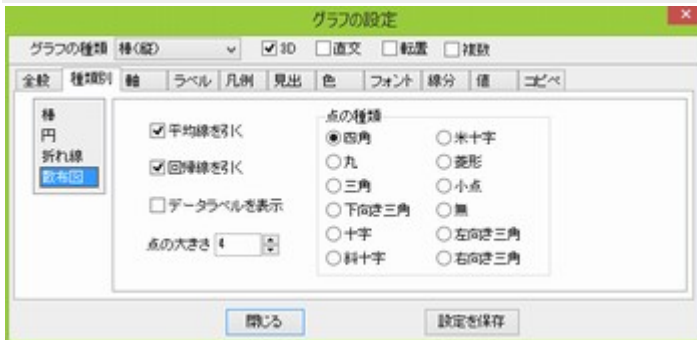 グラフの設定
グラフの種類 棒(縦) 3D 直交 転置 複数
全般 種類別 軸 ラベル 凡例 見出 色 フォント 線分 値 コピペ
棒
円
折れ線
散布図
平均線を引く
回帰線を引く
データラベルを表示
点の大きさ 4
点の種類
四角 米十字
丸 菱形
三角 小点
下向き三角 無
十字 左向き三角
斜十字 右向き三角
閉じる 設定を保存